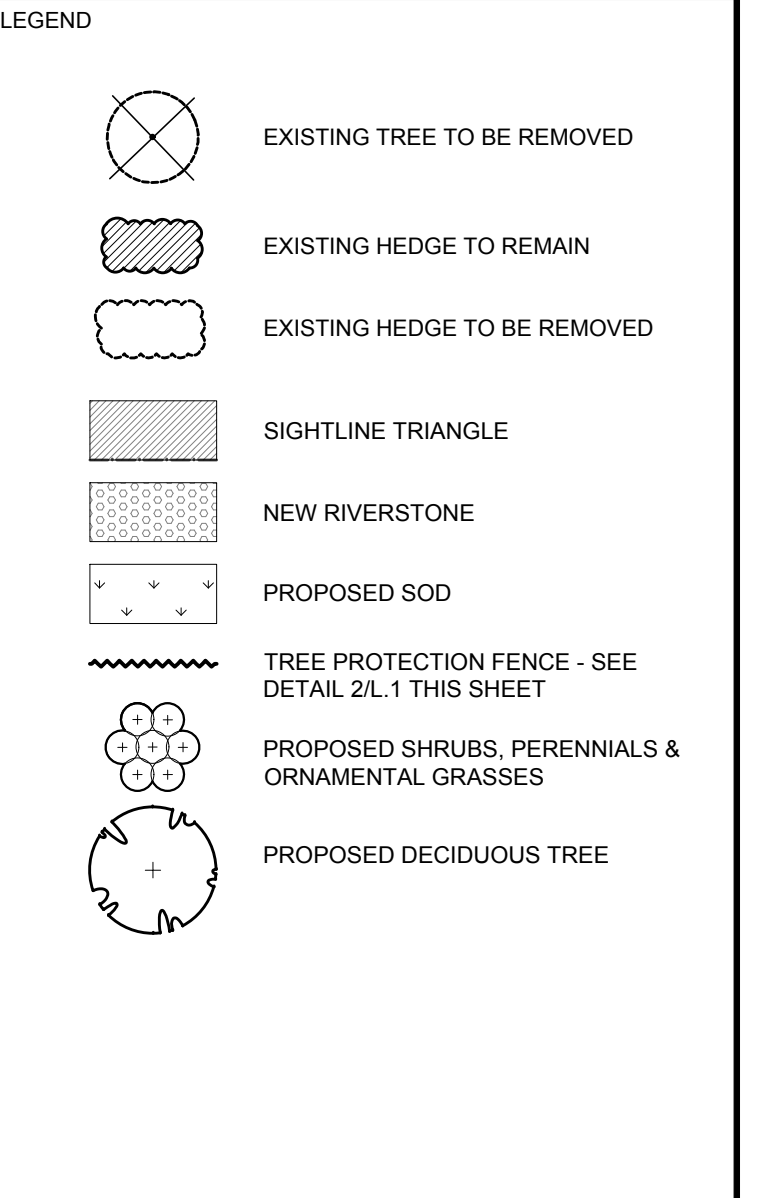 LEGEND
EXISTING TREE TO BE REMOVED
EXISTING HEDGE TO REMAIN
EXISTING HEDGE TO BE REMOVED
SIGHTLINE TRIANGLE
NEW RIVERSTONE
PROPOSED SOD
TREE PROTECTION FENCE - SEE
DETAIL 2/L.1 THIS SHEET
PROPOSED SHRUBS, PERENNIALS &
ORNAMENTAL GRASSES
PROPOSED DECIDUOUS TREE